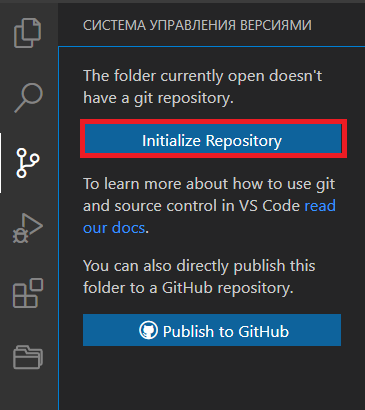 СИСТЕМА УПРАВЛЕНИЯ ВЕРСИЯМИ
The folder currently open doesn't
have a git repository.
Initialize Repository
To learn more about how to use git
and source control in VS Code read
our docs.
You can also directly publish this
folder to a GitHub repository.
Publish to GitHub